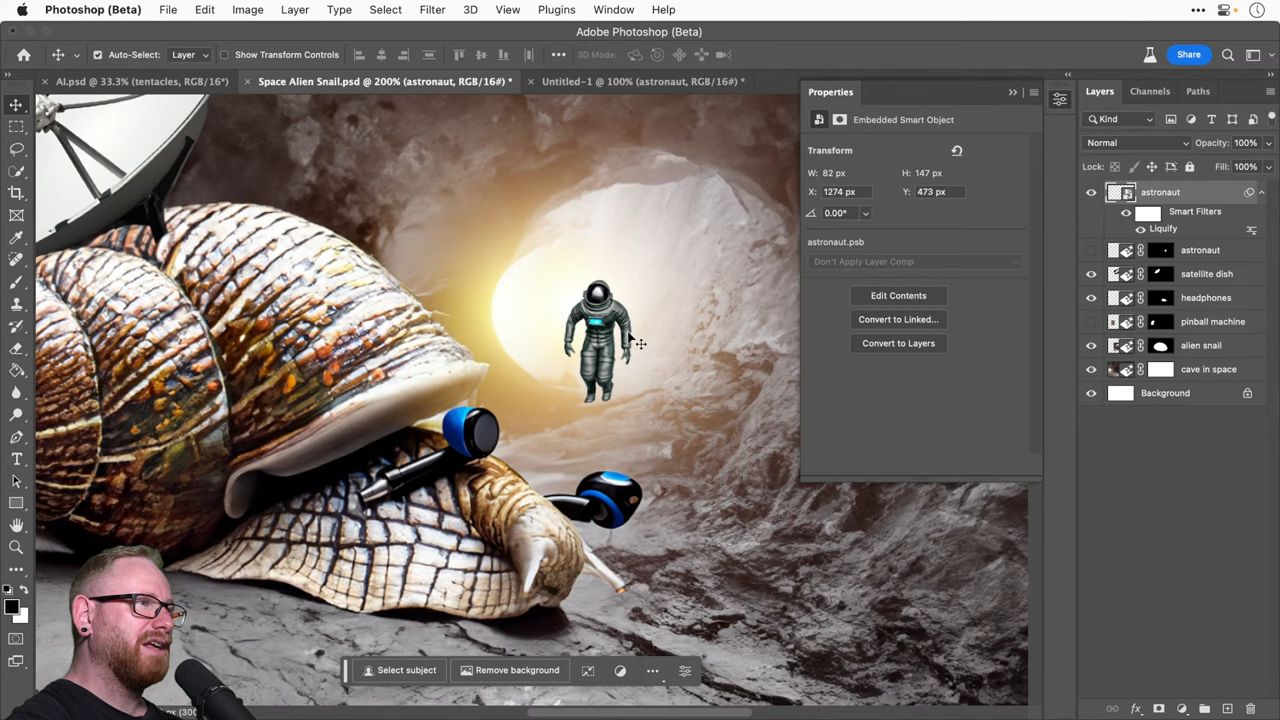 Photoshop (Beta) File Edit Image Layer Type Select Filter 3D View Plugins Window Help
Adobe Photoshop (Beta)
Auto-Select: Layer Show Transform Controls 3D Mode: Share
AI.psd @ 33.3% (tentacles, RGB/16*) Space Alien Snail.psd @ 200% (astronaut, RGB/16#) * Untitled-1 @ 100% (astronaut, RGB/16#) *
Properties
Embedded Smart Object
Transform
W: 82 px H: 147 px
X: 1274 px Y: 473 px
0.00°
astronaut.psb
Don't Apply Layer Comp
Edit Contents
Convert to Linked...
Convert to Layers
Layers Channels Paths
Kind
Normal Opacity: 100%
Lock: Fill: 100%
astronaut
Smart Filters
Liquify
astronaut
satellite dish
headphones
pinball machine
alien snail
cave in space
Background
Select subject Remove background